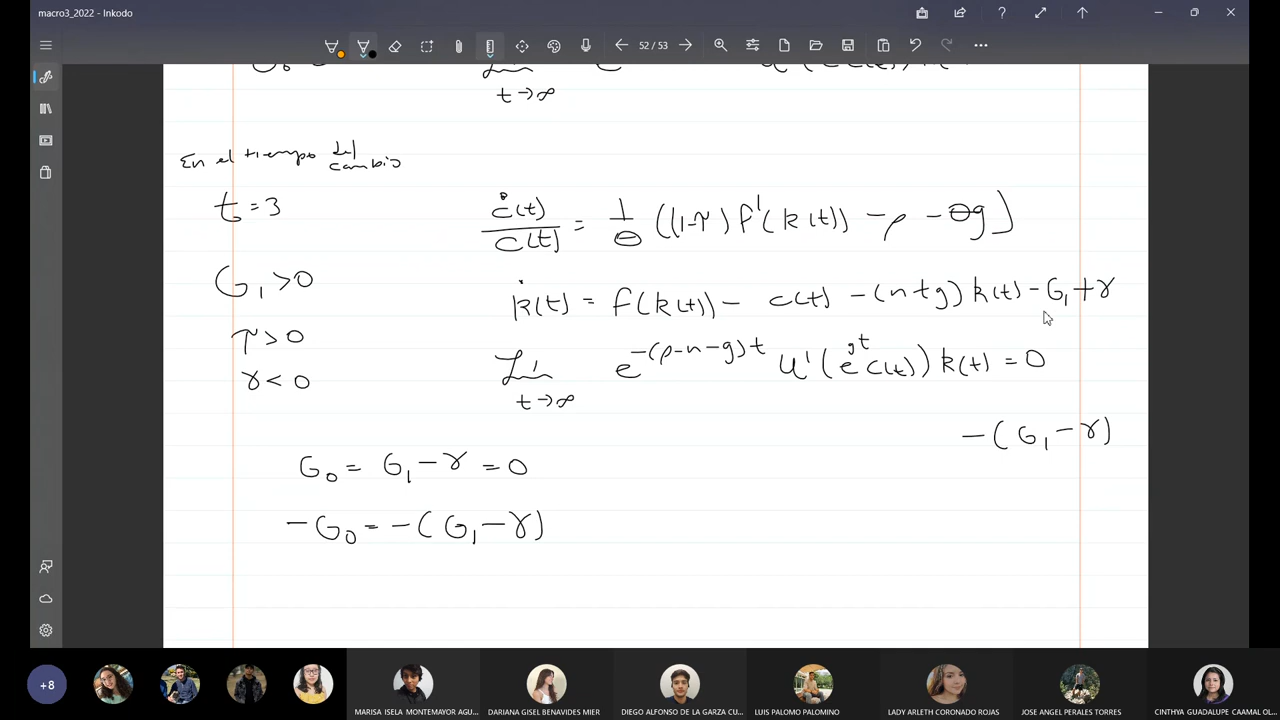 macro3_2022 - Inkodo
52 / 53
t→∞
En el tiempo del cambio
t = 3
ċ(t)/c(t) = 1/θ ((1-τ) f'(k(t)) - ρ - θg)
G₁ > 0
k̇(t) = f(k(t)) - c(t) - (n+g) k(t) - G₁ + γ
τ > 0
γ < 0
Lim t→∞ e^{-(ρ-n-g)t} u'(e^{gt} c(t)) k(t) = 0
-(G₁ - γ)
G₀ = G₁ - γ = 0
-G₀ = -(G₁ - γ)
+8
MARISA ISELA MONTEMAYOR AGU...
DARIANA GISEL BENAVIDES MIER
DIEGO ALFONSO DE LA GARZA CU...
LUIS PALOMO PALOMINO
LADY ARLETH CORONADO ROJAS
JOSE ANGEL PERALES TORRES
CINTHYA GUADALUPE CAAMAL OL...